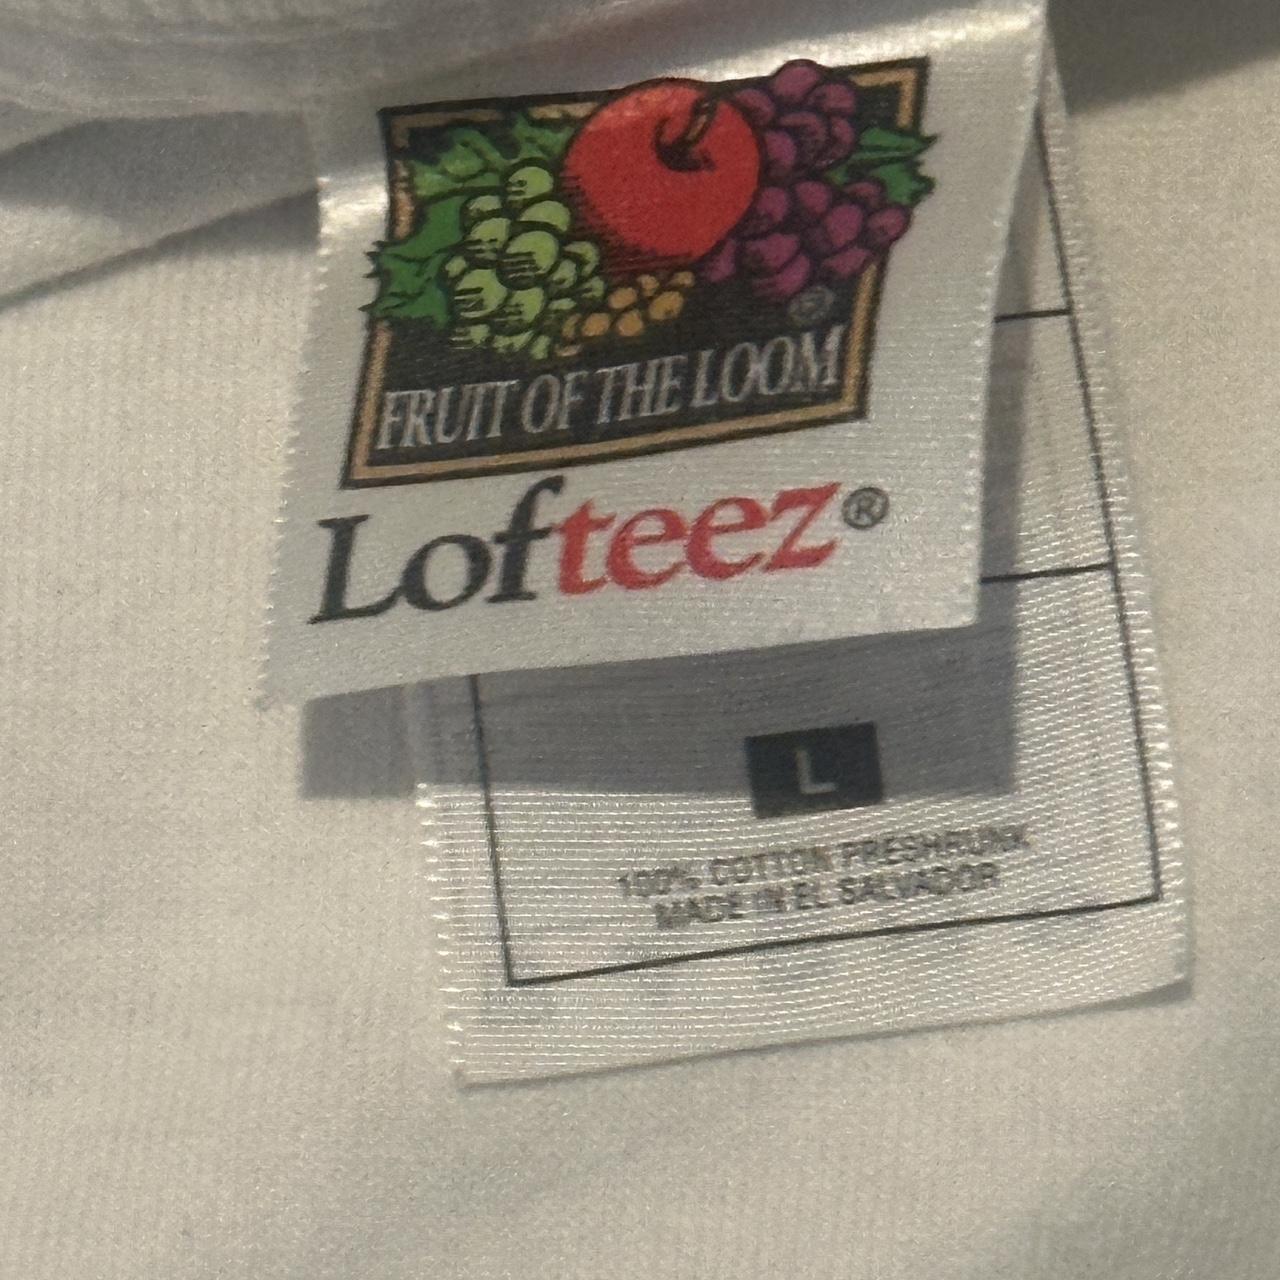 ®
FRUIT OF THE LOOM
Lofteez®
L
100% COTTON PRESHRUNK
MADE IN EL SALVADOR